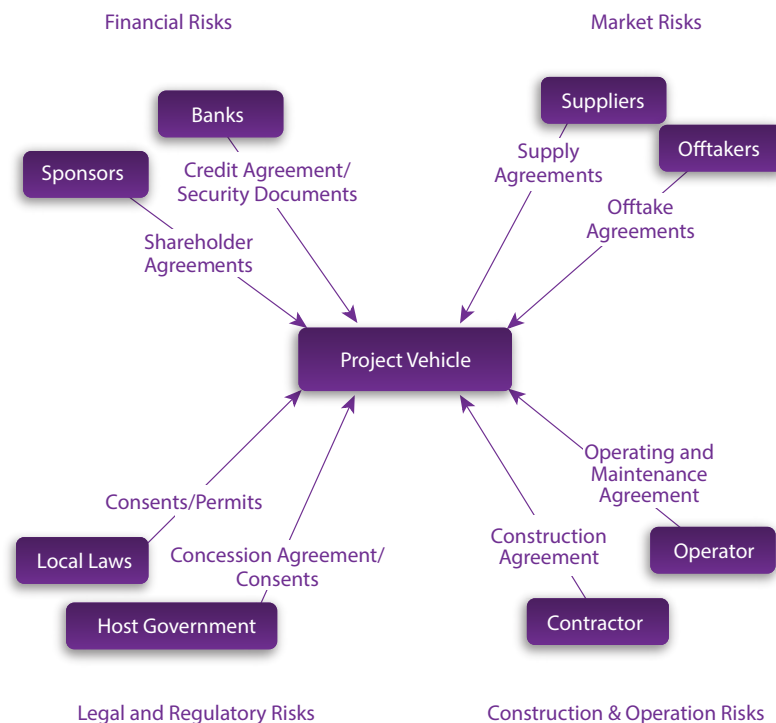 Financial Risks
Market Risks
Banks
Suppliers
Sponsors
Offtakers
Credit Agreement/
Security Documents
Supply
Agreements
Shareholder
Agreements
Offtake
Agreements
Project Vehicle
Consents/Permits
Operating and
Maintenance
Agreement
Local Laws
Concession Agreement/
Consents
Construction
Agreement
Operator
Host Government
Contractor
Legal and Regulatory Risks
Construction & Operation Risks